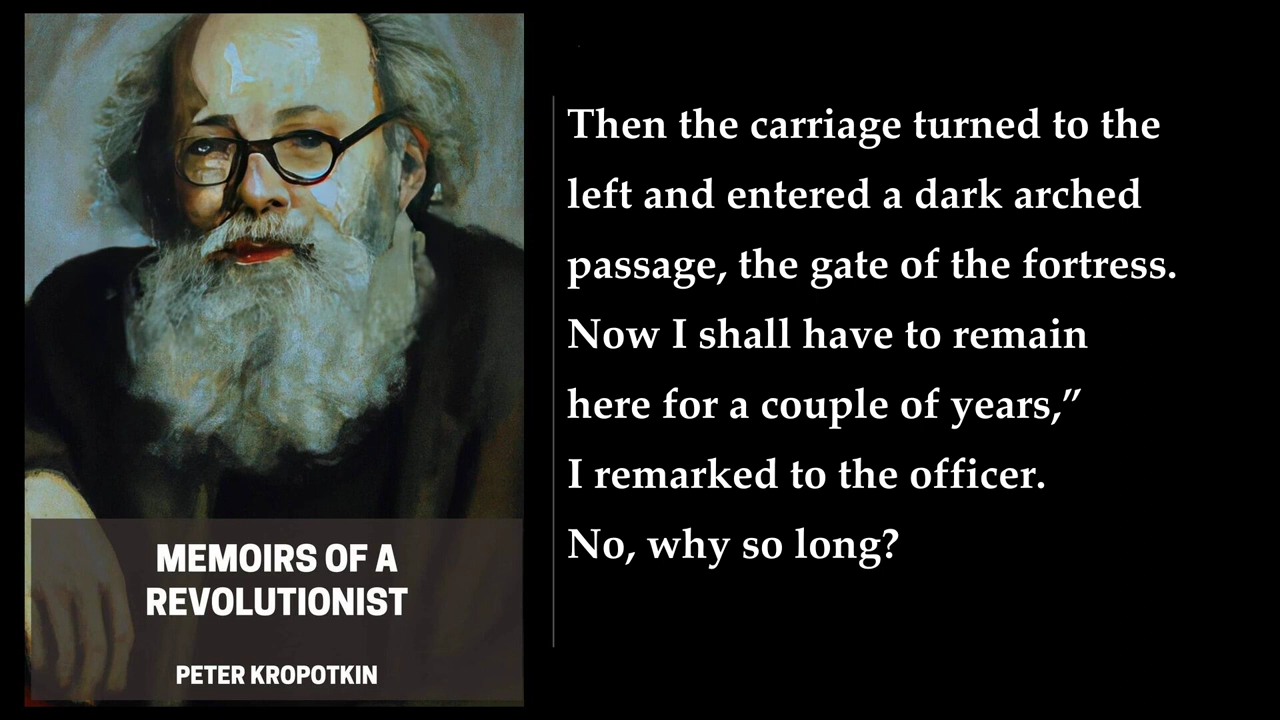 MEMOIRS OF A
REVOLUTIONIST
PETER KROPOTKIN
Then the carriage turned to the
left and entered a dark arched
passage, the gate of the fortress.
Now I shall have to remain
here for a couple of years,”
I remarked to the officer.
No, why so long?